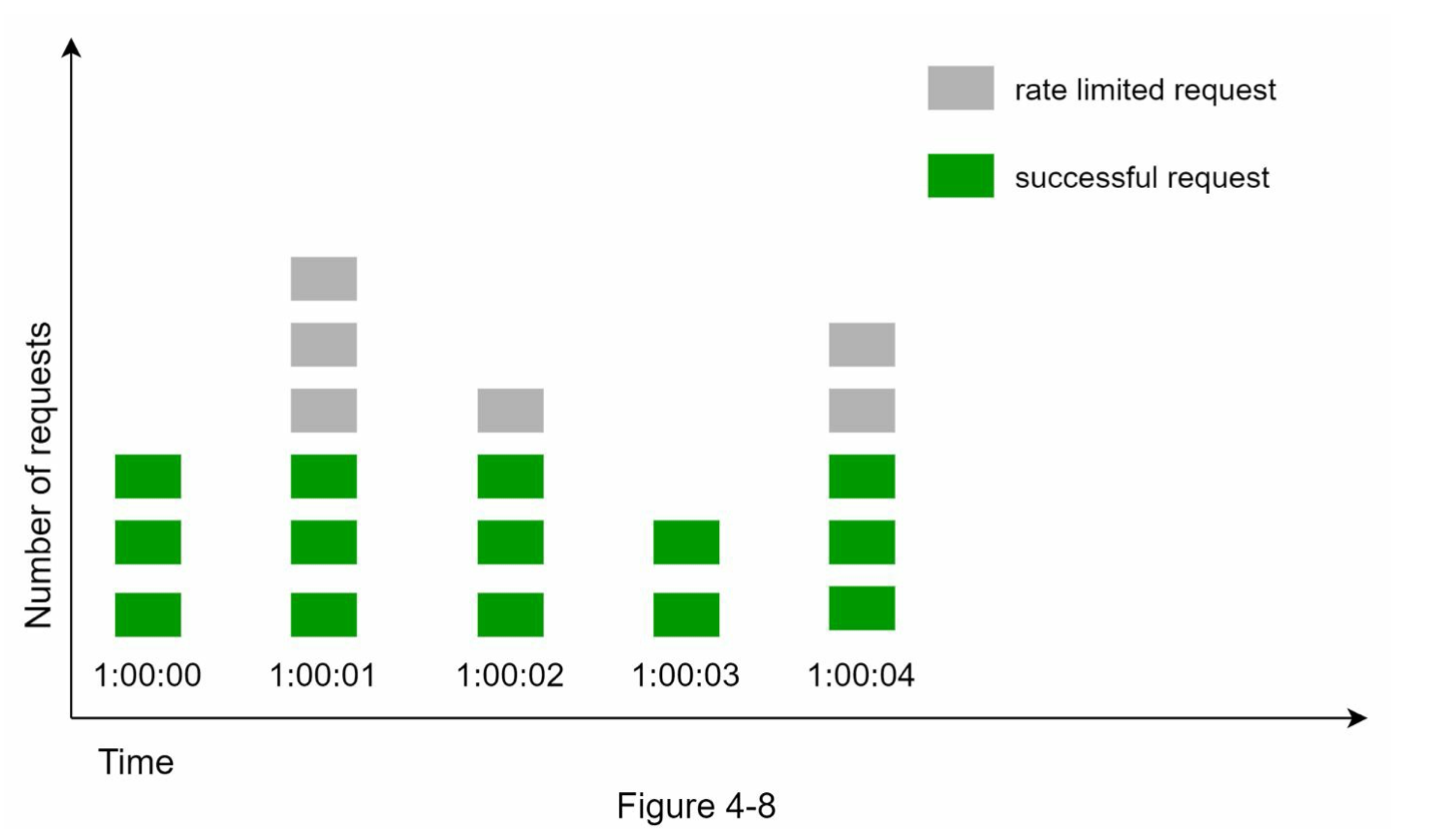 rate limited request
successful request
Number of requests
1:00:00
1:00:01
1:00:02
1:00:03
1:00:04
Time
Figure 4-8